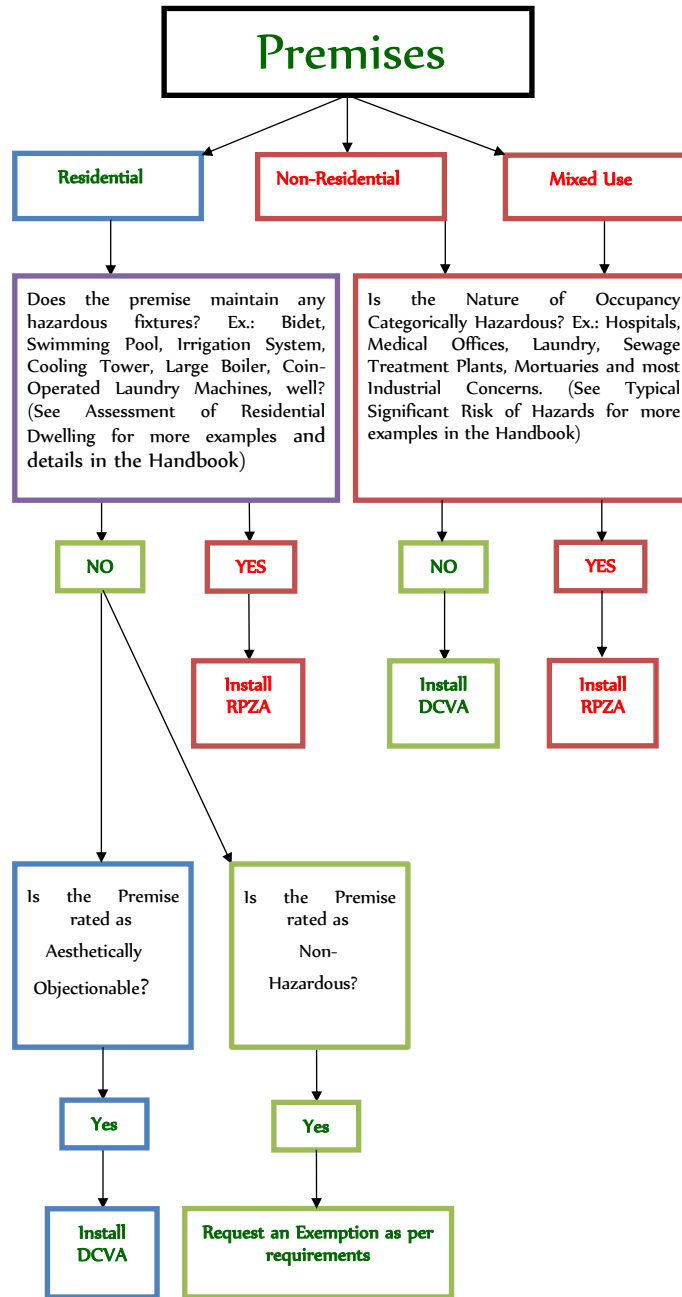 Premises
Residential
Non-Residential
Mixed Use
Does the premise maintain any
hazardous fixtures? Ex.: Bidet,
Swimming Pool, Irrigation System,
Cooling Tower, Large Boiler, Coin-
Operated Laundry Machines, well?
(See Assessment of Residential
Dwelling for more examples and
details in the Handbook)
Is the Nature of Occupancy
Categorically Hazardous? Ex.: Hospitals,
Medical Offices, Laundry, Sewage
Treatment Plants, Mortuaries and most
Industrial Concerns. (See Typical
Significant Risk of Hazards for more
examples in the Handbook)
NO
YES
NO
YES
Install
RPZA
Install
DCVA
Install
RPZA
Is the Premise
rated as
Aesthetically
Objectionable?
Is the Premise
rated as
Non-
Hazardous?
Yes
Yes
Install
DCVA
Request an Exemption as per
requirements